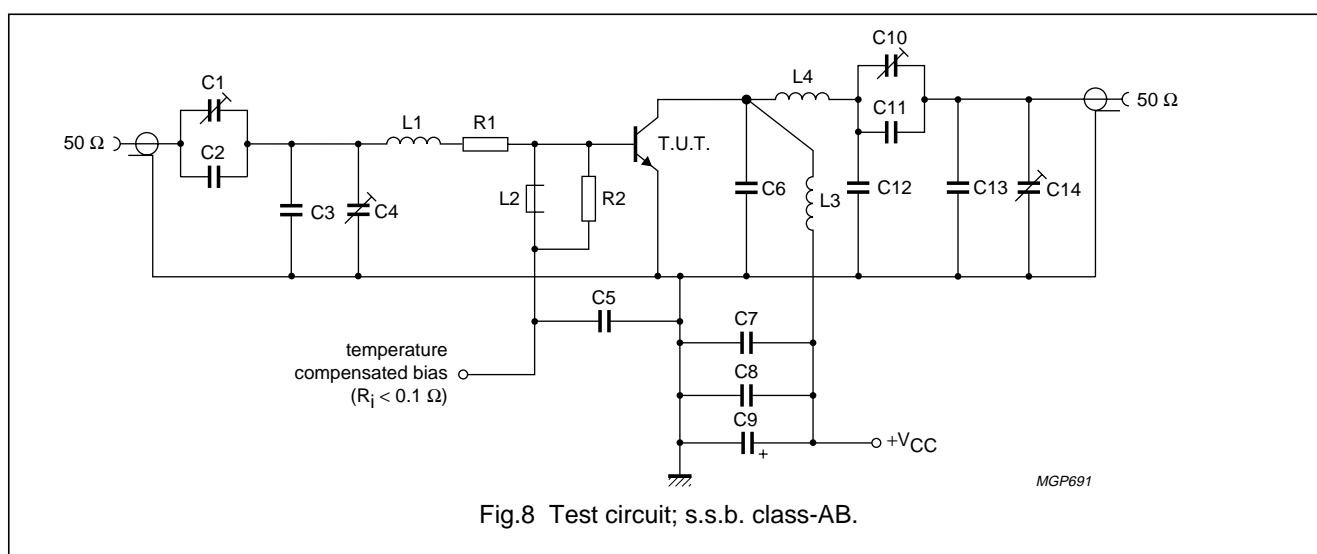 C10
C1
L4
50 Ω
L1
R1
C11
50 Ω
T.U.T.
C2
C3
C4
L2
R2
C6
L3
C12
C13
C14
C5
C7
temperature
compensated bias
(Ri < 0.1 Ω)
C8
C9
+
+VCC
MGP691
Fig.8 Test circuit; s.s.b. class-AB.